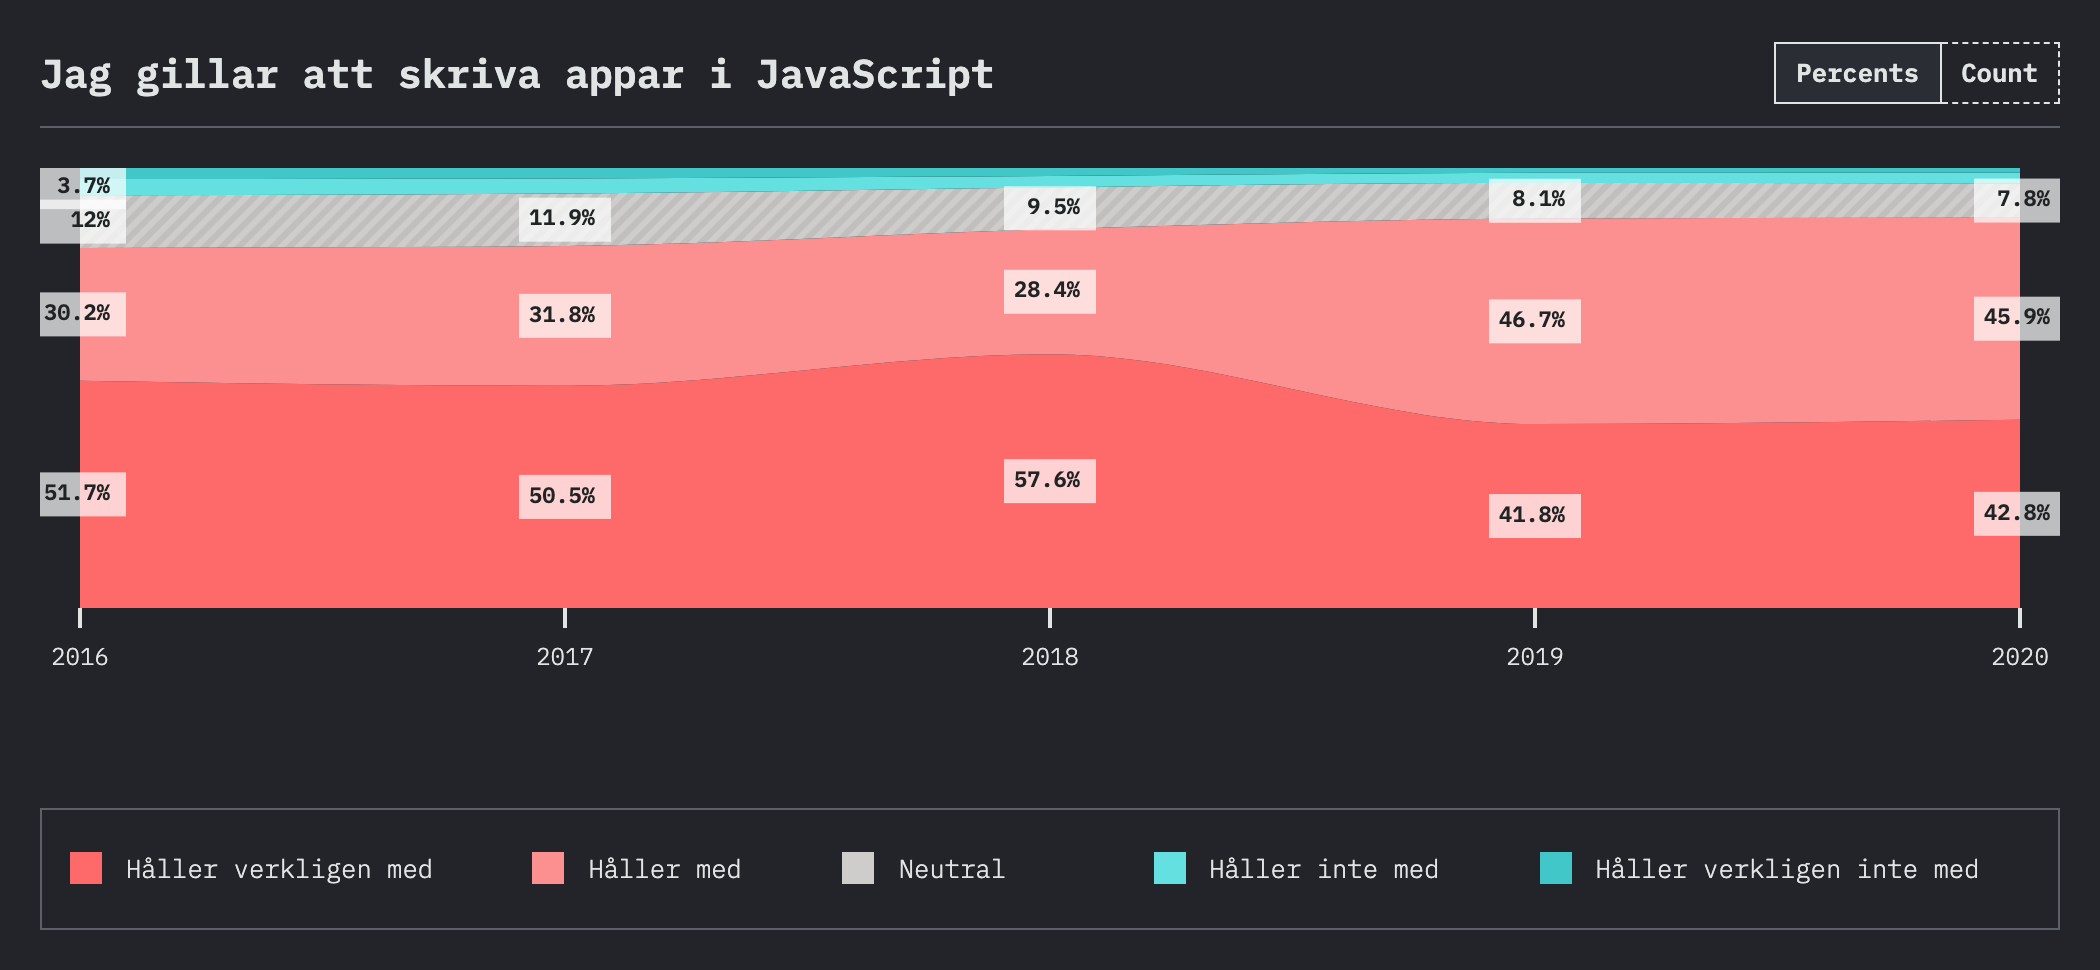 Jag gillar att skriva appar i JavaScript
Percents Count
3.7%
12% 11.9% 9.5% 8.1% 7.8%
30.2% 31.8% 28.4% 46.7% 45.9%
51.7% 50.5% 57.6% 41.8% 42.8%
2016 2017 2018 2019 2020
Håller verkligen med Håller med Neutral Håller inte med Håller verkligen inte med